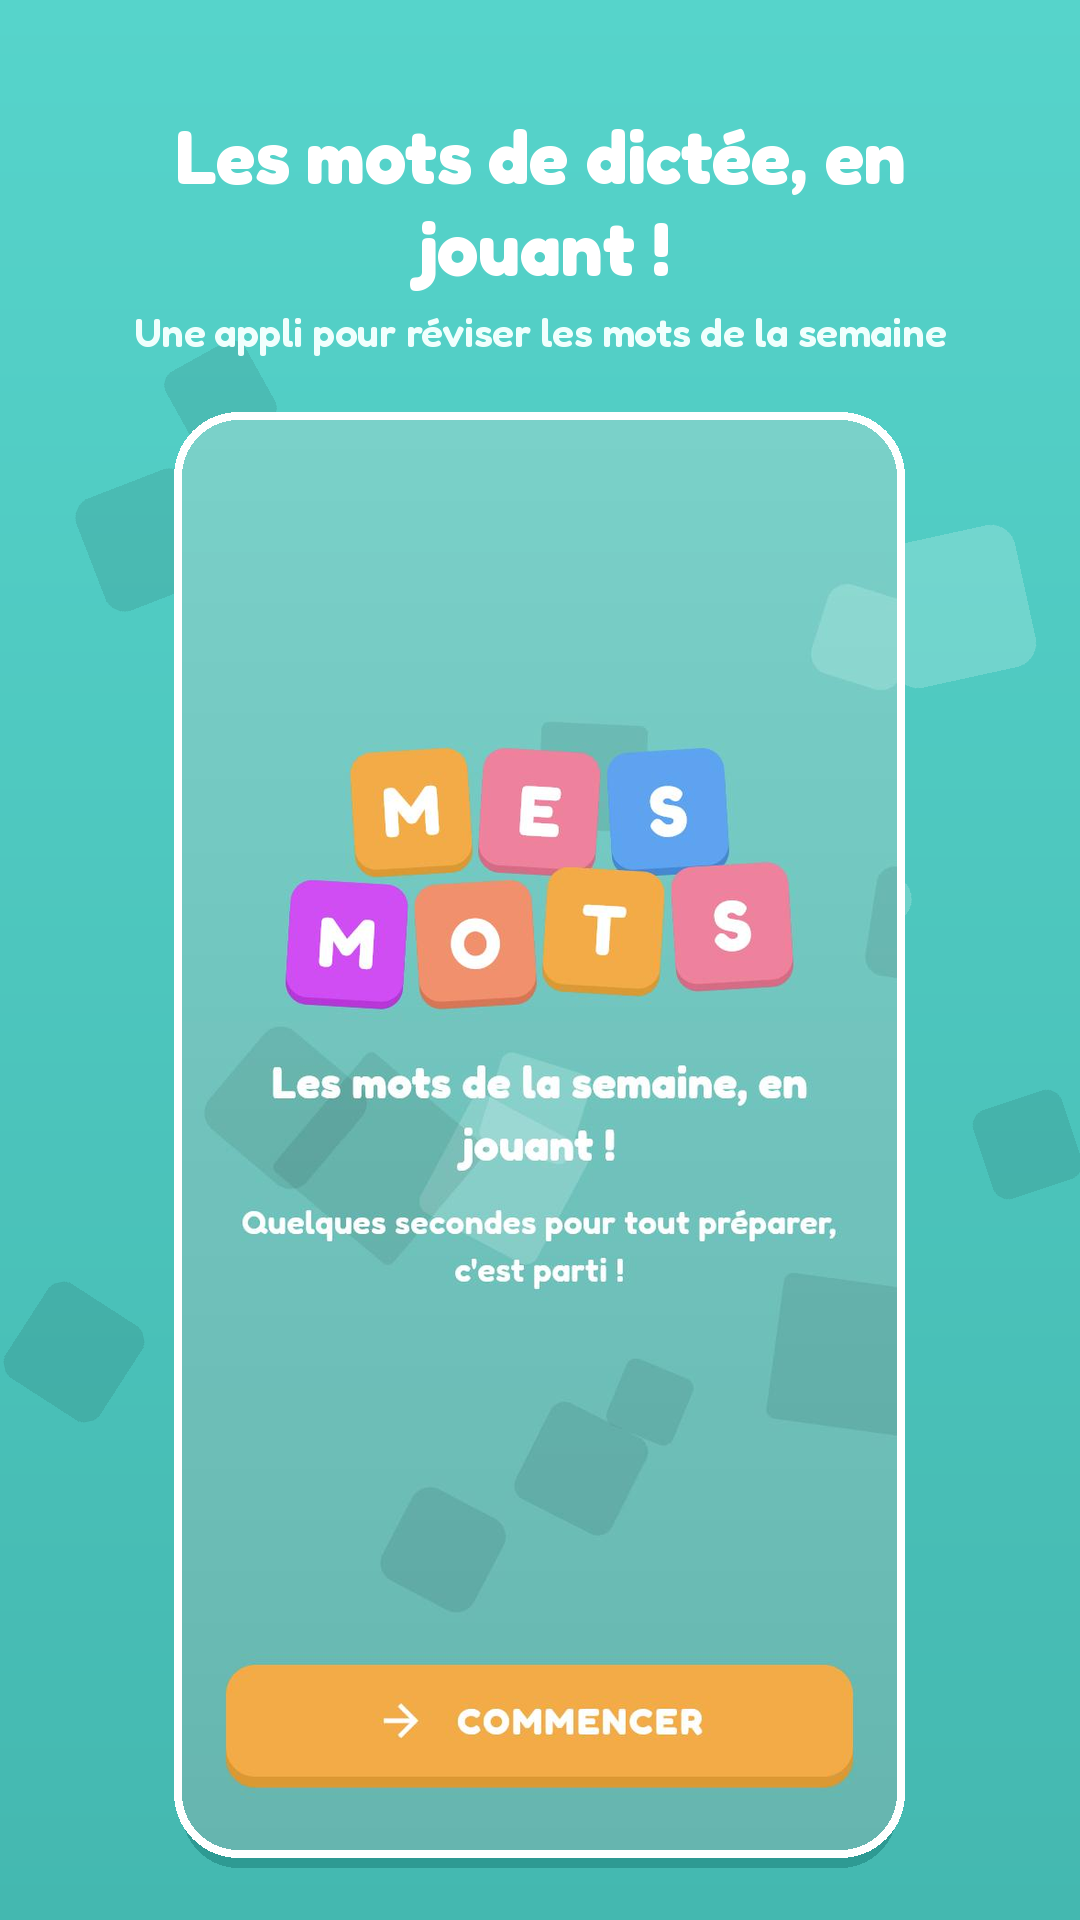 Les mots de dictée, en
jouant !
Une appli pour réviser les mots de la semaine
MES
MOTS
Les mots de la semaine, en
jouant !
Quelques secondes pour tout préparer,
c'est parti !
COMMENCER